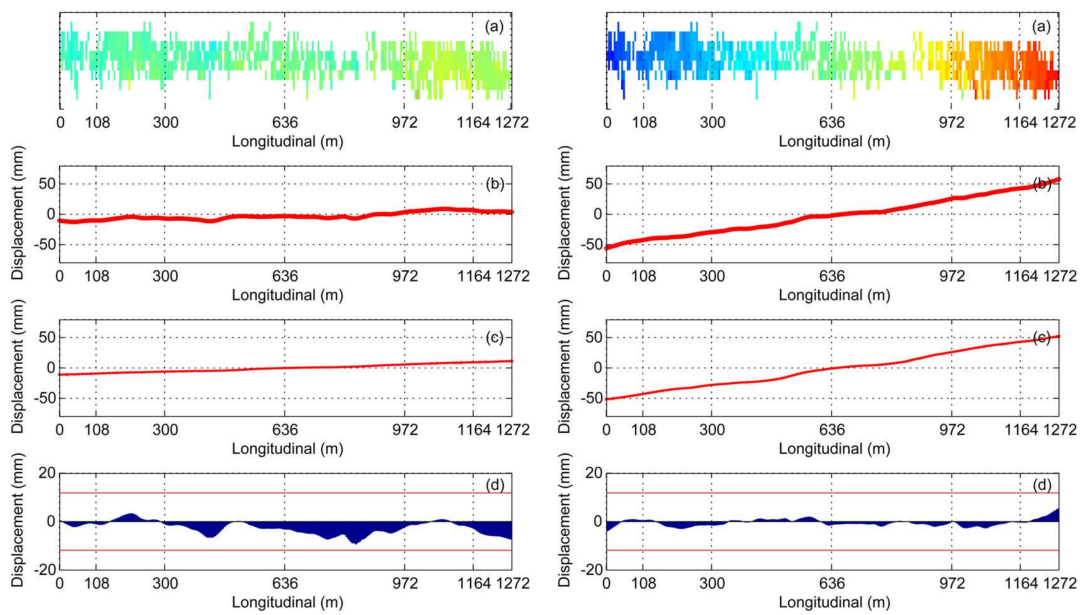 (a)
0 108 300 636 972 1164 1272
Longitudinal (m)
Displacement (mm)
50
0
-50
(b)
0 108 300 636 972 1164 1272
Longitudinal (m)
Displacement (mm)
50
0
-50
(c)
0 108 300 636 972 1164 1272
Longitudinal (m)
Displacement (mm)
20
0
-20
(d)
0 108 300 636 972 1164 1272
Longitudinal (m)
(a)
0 108 300 636 972 1164 1272
Longitudinal (m)
Displacement (mm)
50
0
-50
(b)
0 108 300 636 972 1164 1272
Longitudinal (m)
Displacement (mm)
50
0
-50
(c)
0 108 300 636 972 1164 1272
Longitudinal (m)
Displacement (mm)
20
0
-20
(d)
0 108 300 636 972 1164 1272
Longitudinal (m)